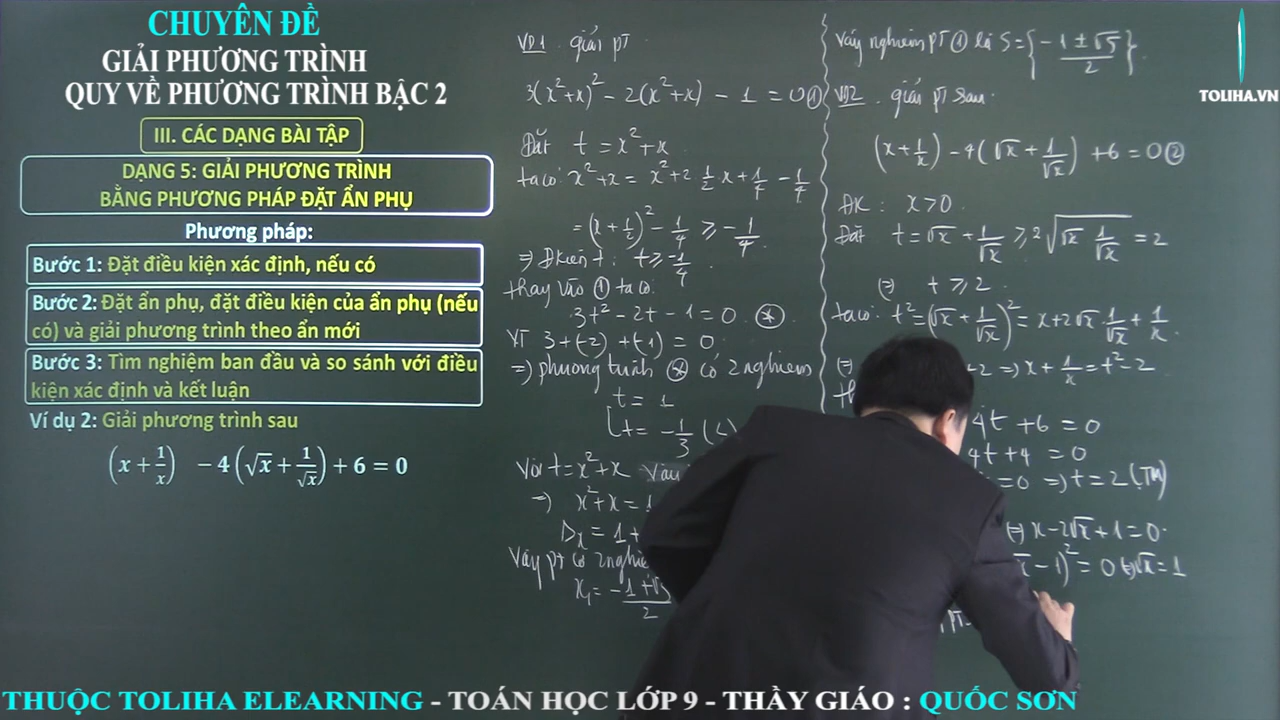 CHUYÊN ĐỀ
GIẢI PHƯƠNG TRÌNH
QUY VỀ PHƯƠNG TRÌNH BẬC 2
III. CÁC DẠNG BÀI TẬP
DẠNG 5: GIẢI PHƯƠNG TRÌNH
BẰNG PHƯƠNG PHÁP ĐẶT ẨN PHỤ
Phương pháp:
Bước 1: Đặt điều kiện xác định, nếu có
Bước 2: Đặt ẩn phụ, đặt điều kiện của ẩn phụ (nếu
có) và giải phương trình theo ẩn mới
Bước 3: Tìm nghiệm ban đầu và so sánh với điều
kiện xác định và kết luận
Ví dụ 2: Giải phương trình sau
(x + 1/x) - 4(√x + 1/√x) + 6 = 0
VD1. giải PT.
3(x² + x)² - 2(x² + x) - 1 = 0 ①
Đặt t = x² + x
ta có: x² + x = x² + 2 1/2 . x + 1/4 - 1/4
= (x + 1/2)² - 1/4 ⩾ -1/4
=> Đkiện t: t ⩾ -1/4.
thay vào ① ta có:
3t² - 2t - 1 = 0 (*)
Vì 3 + (-2) + (-1) = 0
=> phương trình (*) có 2 nghiệm
t = 1
t = -1/3 (L)
Với t = x² + x
=> x² + x = 1
Δx = 1 +
Vậy PT có 2 nghiệ
x₁ = -1 + √5 / 2
Vậy nghiệm PT ① là S = {-1 ± √5 / 2}.
VD2. giải PT sau.
(x + 1/x) - 4(√x + 1/√x) + 6 = 0 ②
ĐK: x > 0.
Đặt t = √x + 1/√x ⩾ 2√(√x 1/√x) = 2
(=) t ⩾ 2.
ta có: t² = (√x + 1/√x)² = x + 2√x . 1/√x + 1/x.
(=) +2 => x + 1/x = t² - 2
th
4t + 6 = 0
4t + 4 = 0
= 0 => t = 2 (TM)
(=) x - 2√x + 1 = 0.
x - 1)² = 0 (=) √x = 1
PT
TOLIHA.VN
THUỘC TOLIHA ELEARNING - TOÁN HỌC LỚP 9 - THẦY GIÁO : QUỐC SƠN